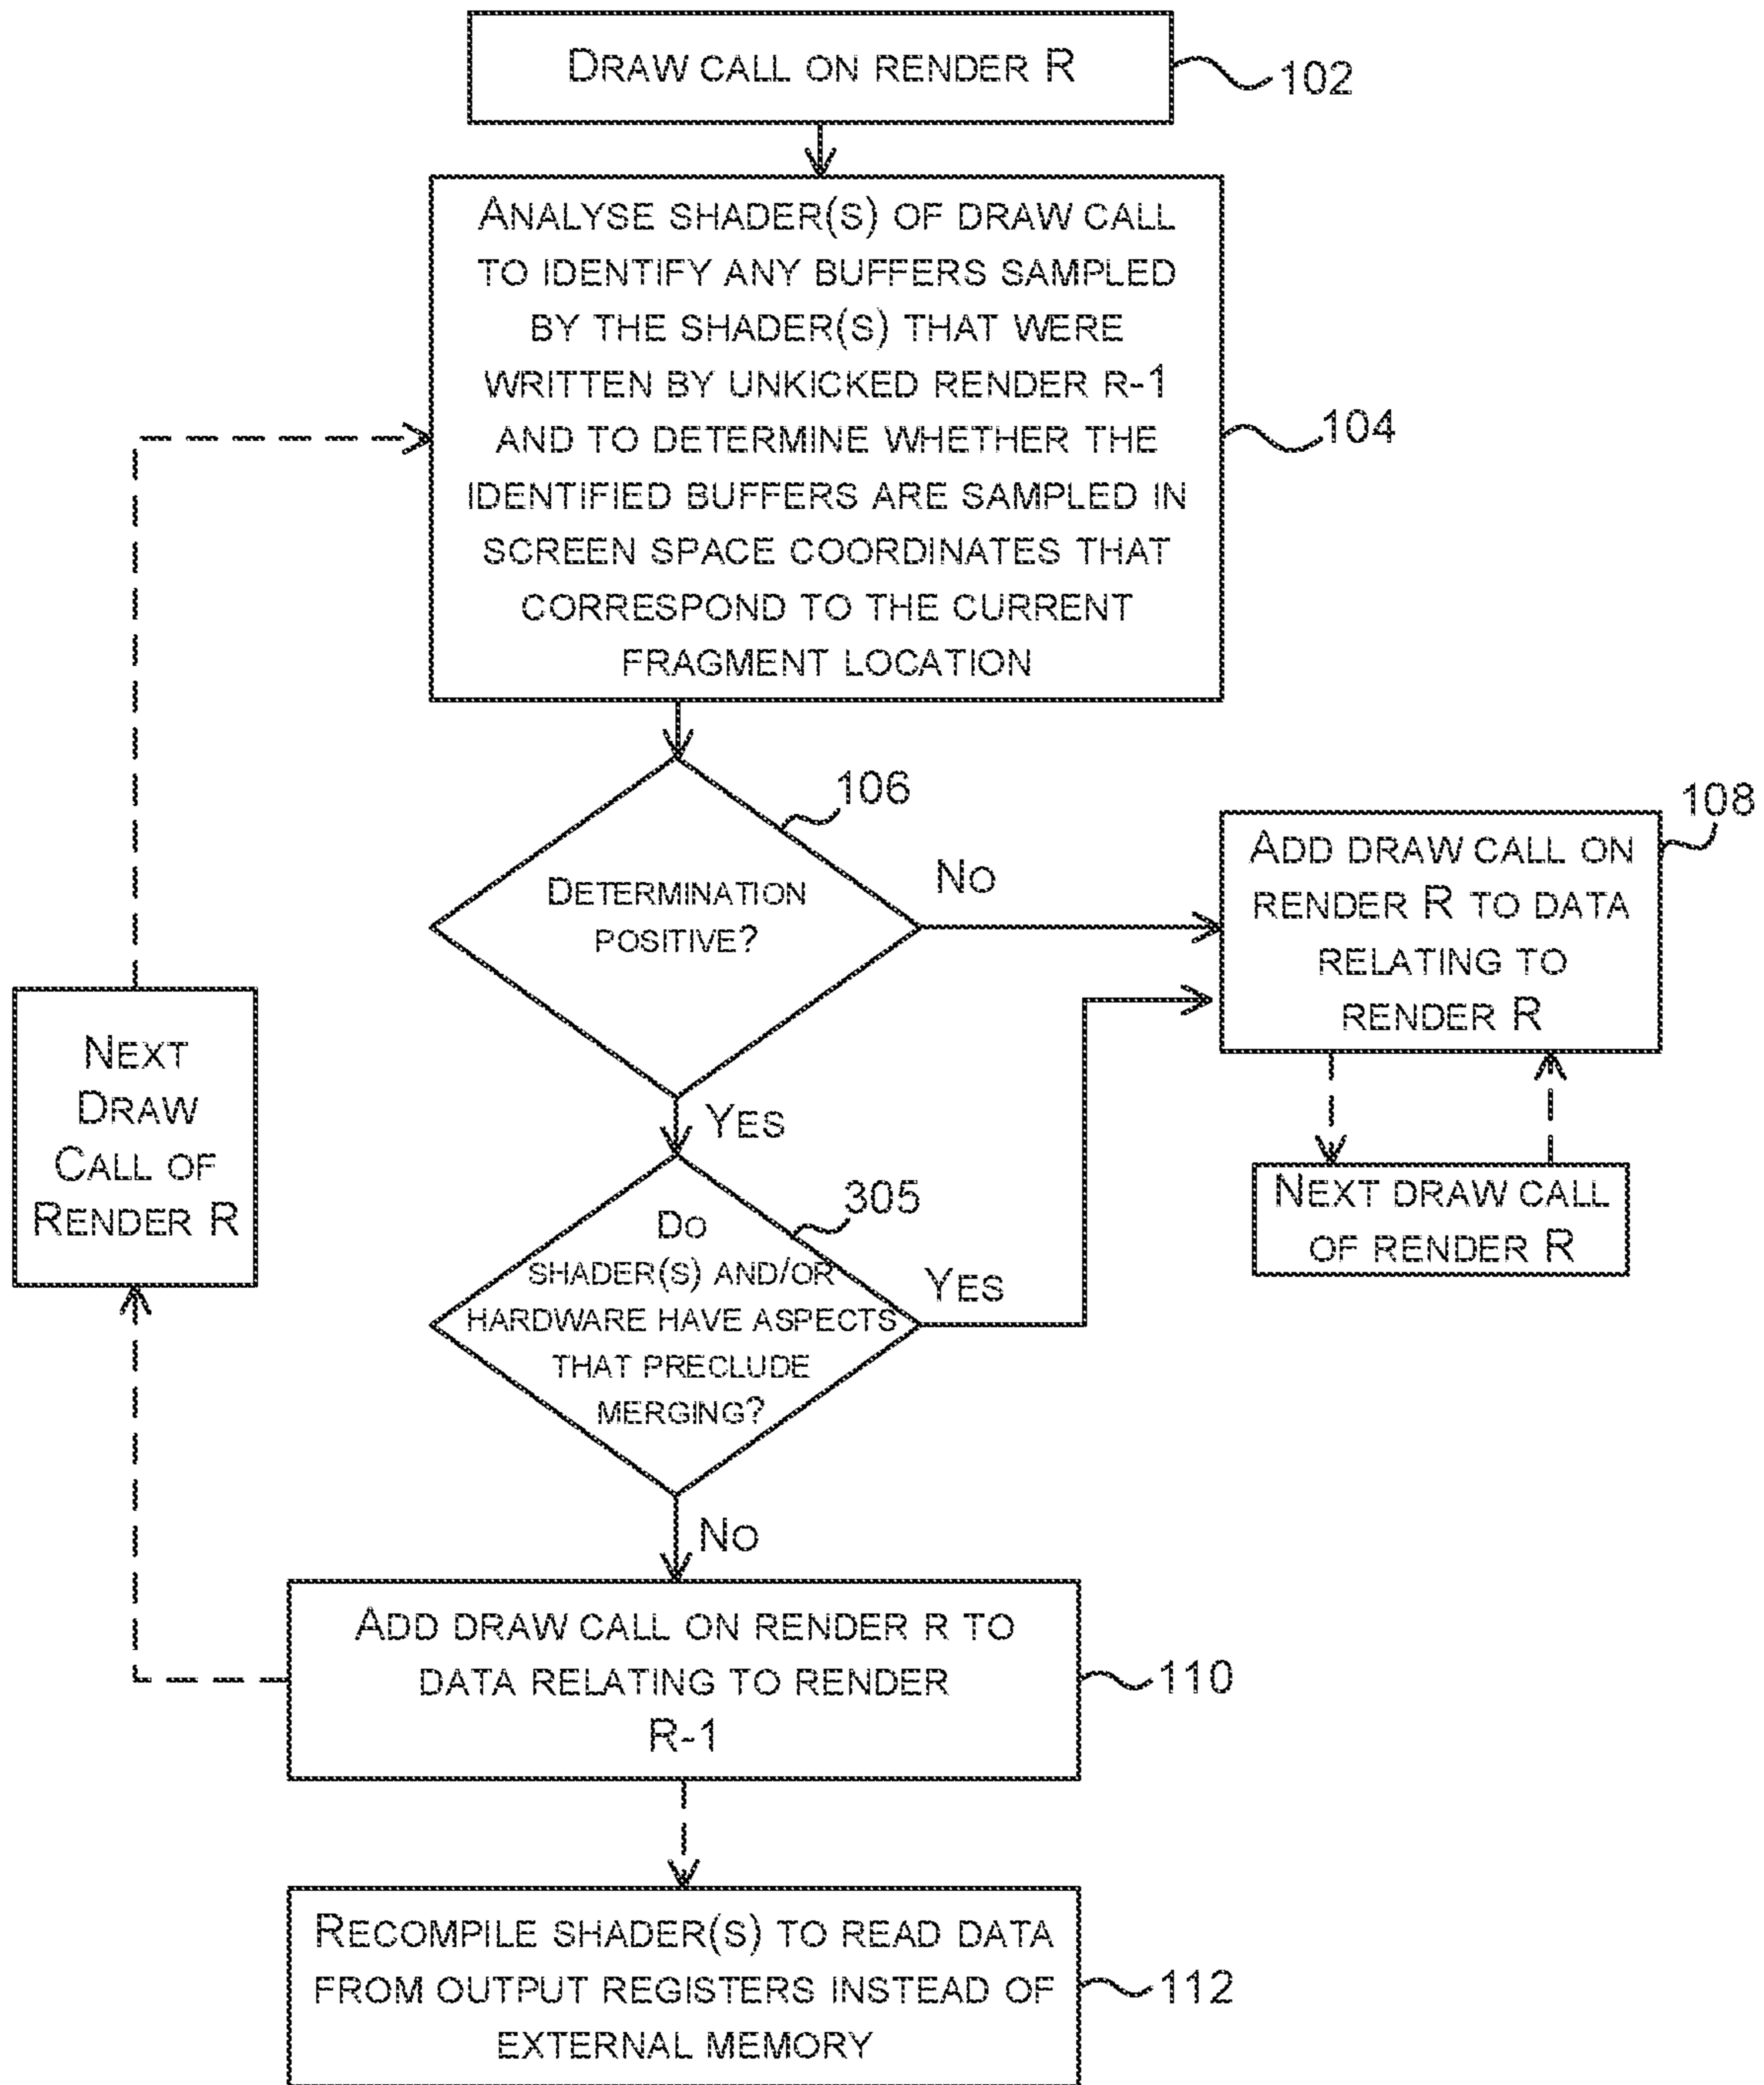 DRAW CALL ON RENDER R
102
ANALYSE SHADER(S) OF DRAW CALL
TO IDENTIFY ANY BUFFERS SAMPLED
BY THE SHADER(S) THAT WERE
WRITTEN BY UNKICKED RENDER R-1
AND TO DETERMINE WHETHER THE
IDENTIFIED BUFFERS ARE SAMPLED IN
SCREEN SPACE COORDINATES THAT
CORRESPOND TO THE CURRENT
FRAGMENT LOCATION
104
106
DETERMINATION
POSITIVE?
NO
108
ADD DRAW CALL ON
RENDER R TO DATA
RELATING TO
RENDER R
NEXT
DRAW
CALL OF
RENDER R
YES
NEXT DRAW CALL
OF RENDER R
305
DO
SHADER(S) AND/OR
HARDWARE HAVE ASPECTS
THAT PRECLUDE
MERGING?
YES
NO
ADD DRAW CALL ON RENDER R TO
DATA RELATING TO RENDER
R-1
110
RECOMPILE SHADER(S) TO READ DATA
FROM OUTPUT REGISTERS INSTEAD OF
EXTERNAL MEMORY
112